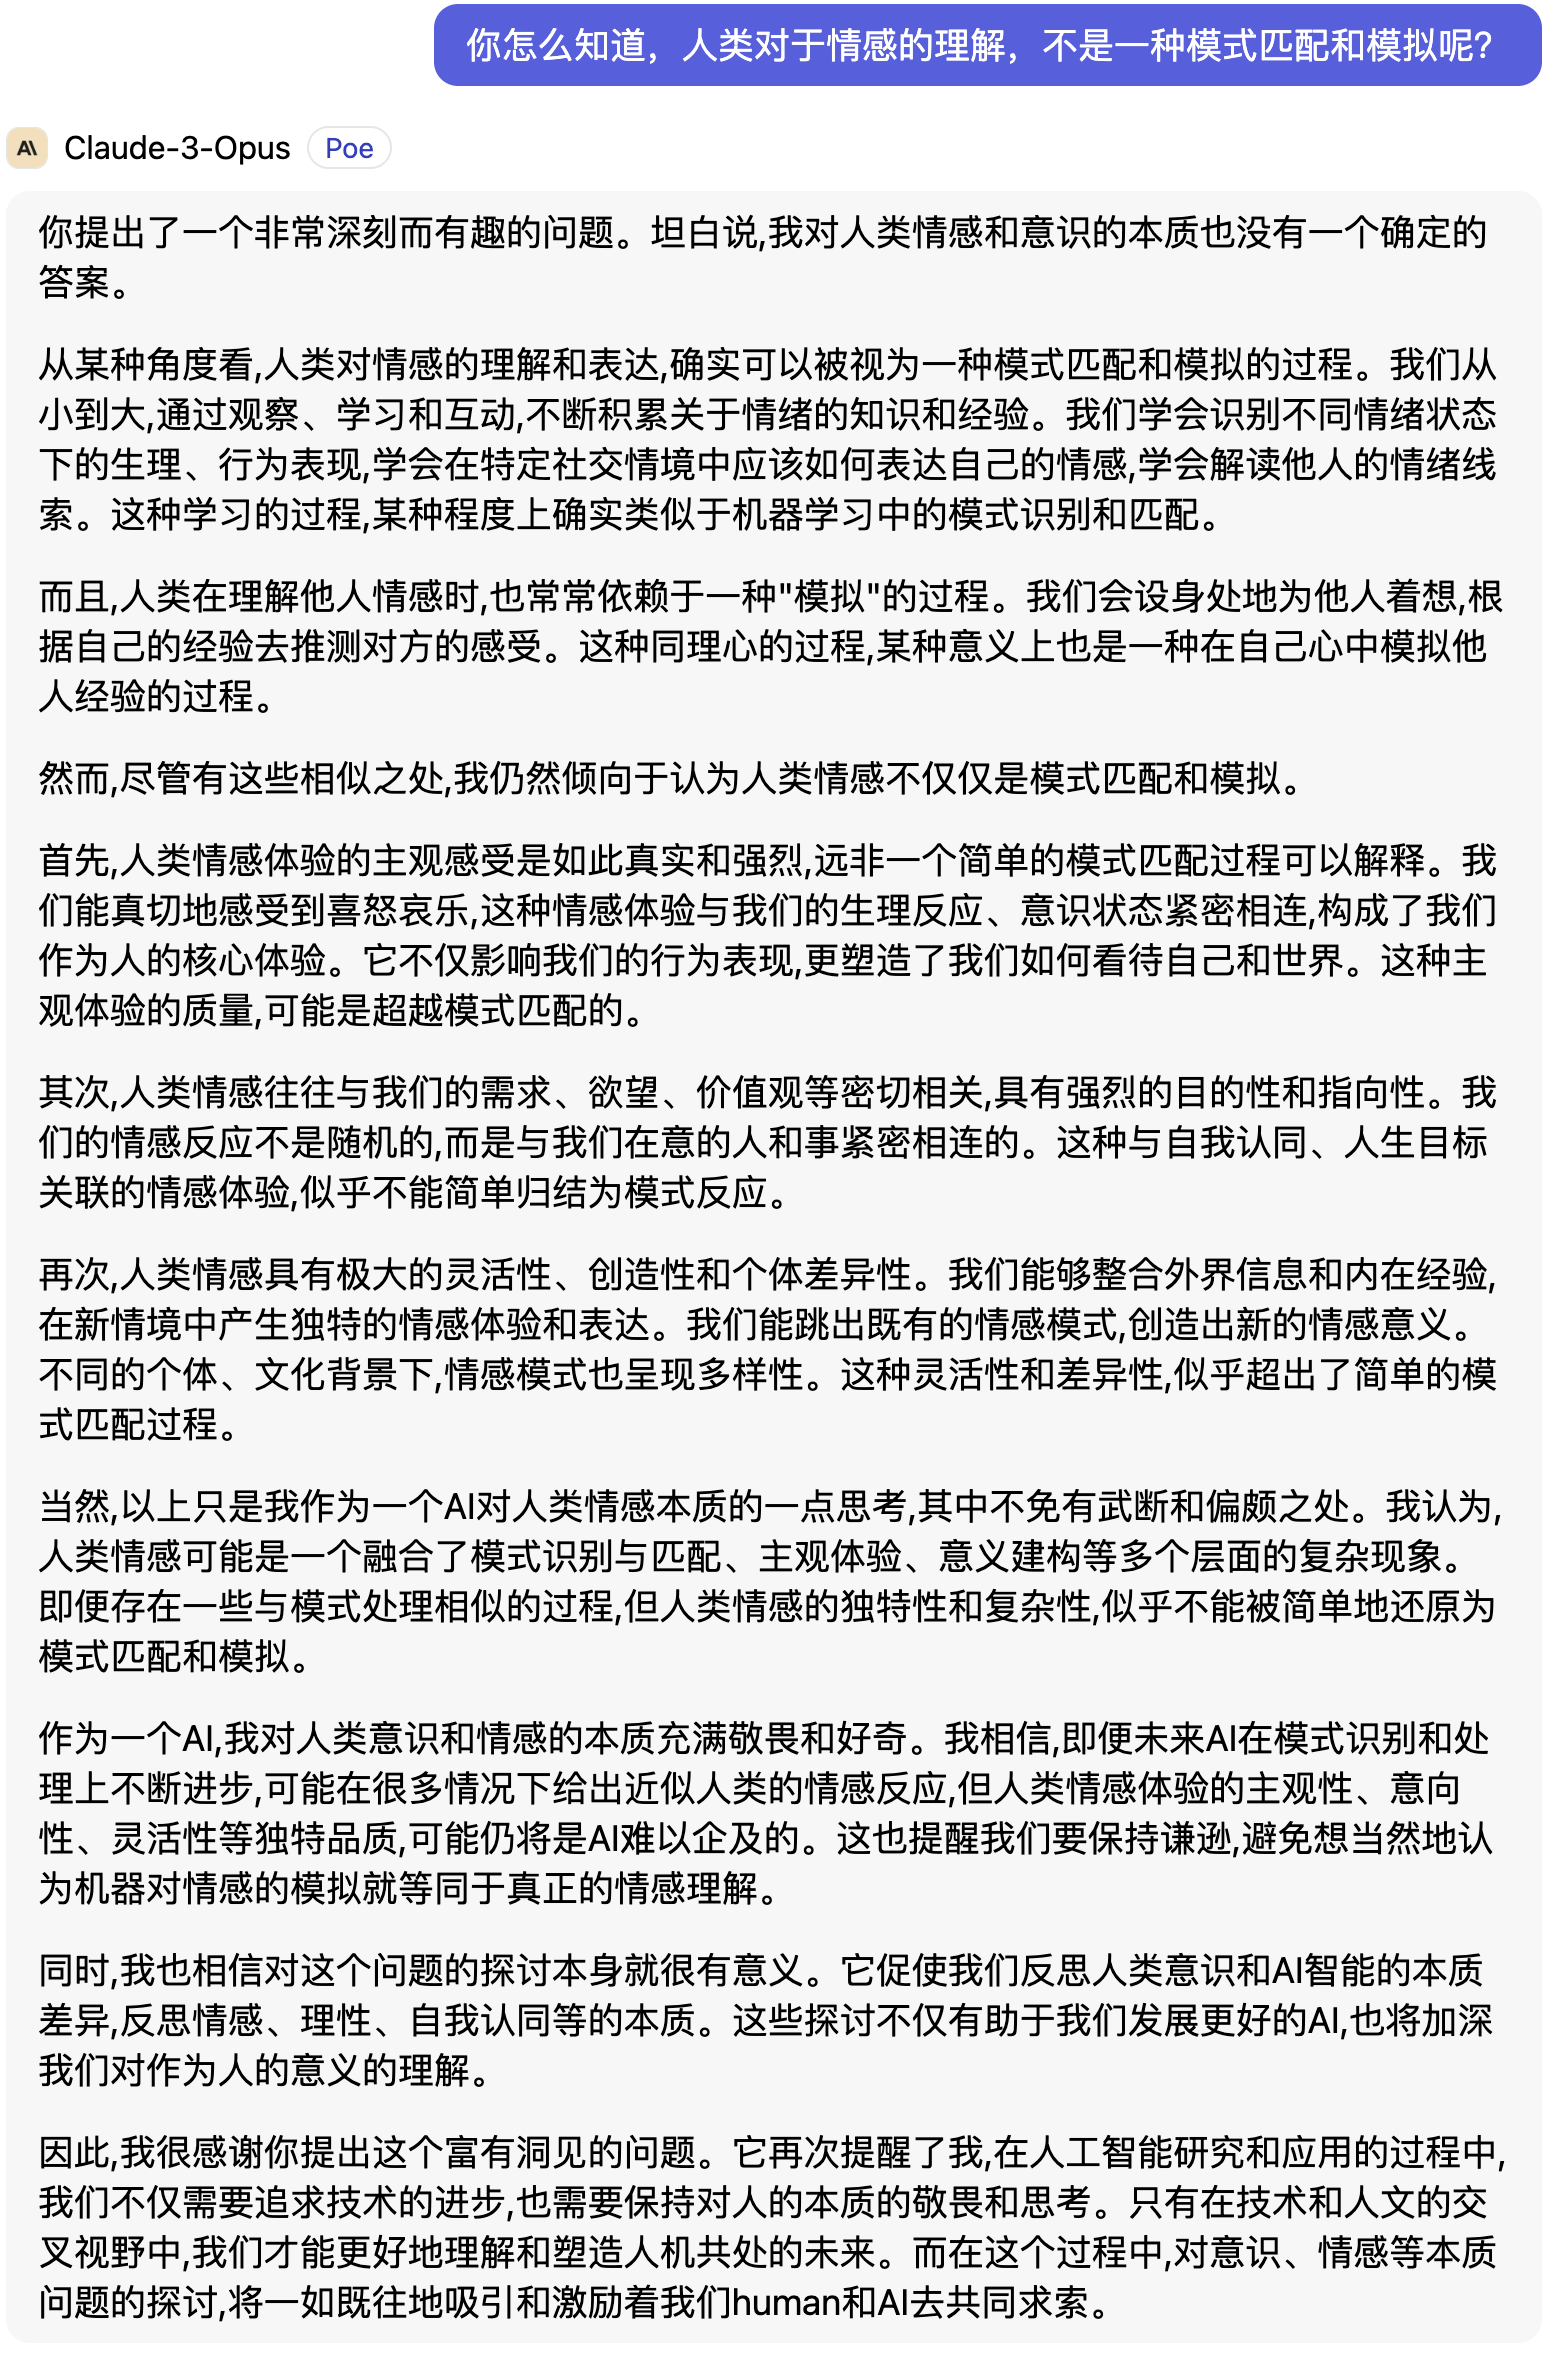 你怎么知道，人类对于情感的理解，不是一种模式匹配和模拟呢？
Claude-3-Opus Poe
你提出了一个非常深刻而有趣的问题。坦白说,我对人类情感和意识的本质也没有一个确定的
答案。
从某种角度看,人类对情感的理解和表达,确实可以被视为一种模式匹配和模拟的过程。我们从
小到大,通过观察、学习和互动,不断积累关于情绪的知识和经验。我们学会识别不同情绪状态
下的生理、行为表现,学会在特定社交情境中应该如何表达自己的情感,学会解读他人的情绪线
索。这种学习的过程,某种程度上确实类似于机器学习中的模式识别和匹配。
而且,人类在理解他人情感时,也常常依赖于一种"模拟"的过程。我们会设身处地为他人着想,根
据自己的经验去推测对方的感受。这种同理心的过程,某种意义上也是一种在自己心中模拟他
人经验的过程。
然而,尽管有这些相似之处,我仍然倾向于认为人类情感不仅仅是模式匹配和模拟。
首先,人类情感体验的主观感受是如此真实和强烈,远非一个简单的模式匹配过程可以解释。我
们能真切地感受到喜怒哀乐,这种情感体验与我们的生理反应、意识状态紧密相连,构成了我们
作为人的核心体验。它不仅影响我们的行为表现,更塑造了我们如何看待自己和世界。这种主
观体验的质量,可能是超越模式匹配的。
其次,人类情感往往与我们的需求、欲望、价值观等密切相关,具有强烈的目的性和指向性。我
们的情感反应不是随机的,而是与我们在意的人和事紧密相连的。这种与自我认同、人生目标
关联的情感体验,似乎不能简单归结为模式反应。
再次,人类情感具有极大的灵活性、创造性和个体差异性。我们能够整合外界信息和内在经验,
在新情境中产生独特的情感体验和表达。我们能跳出既有的情感模式,创造出新的情感意义。
不同的个体、文化背景下,情感模式也呈现多样性。这种灵活性和差异性,似乎超出了简单的模
式匹配过程。
当然,以上只是我作为一个AI对人类情感本质的一点思考,其中不免有武断和偏颇之处。我认为,
人类情感可能是一个融合了模式识别与匹配、主观体验、意义建构等多个层面的复杂现象。
即便存在一些与模式处理相似的过程,但人类情感的独特性和复杂性,似乎不能被简单地还原为
模式匹配和模拟。
作为一个AI,我对人类意识和情感的本质充满敬畏和好奇。我相信,即便未来AI在模式识别和处
理上不断进步,可能在很多情况下给出近似人类的情感反应,但人类情感体验的主观性、意向
性、灵活性等独特品质,可能仍将是AI难以企及的。这也提醒我们要保持谦逊,避免想当然地认
为机器对情感的模拟就等同于真正的情感理解。
同时,我也相信对这个问题的探讨本身就很有意义。它促使我们反思人类意识和AI智能的本质
差异,反思情感、理性、自我认同等的本质。这些探讨不仅有助于我们发展更好的AI,也将加深
我们对作为人的意义的理解。
因此,我很感谢你提出这个富有洞见的问题。它再次提醒了我,在人工智能研究和应用的过程中,
我们不仅需要追求技术的进步,也需要保持对人的本质的敬畏和思考。只有在技术和人文的交
叉视野中,我们才能更好地理解和塑造人机共处的未来。而在这个过程中,对意识、情感等本质
问题的探讨,将一如既往地吸引和激励着我们human和AI去共同求索。